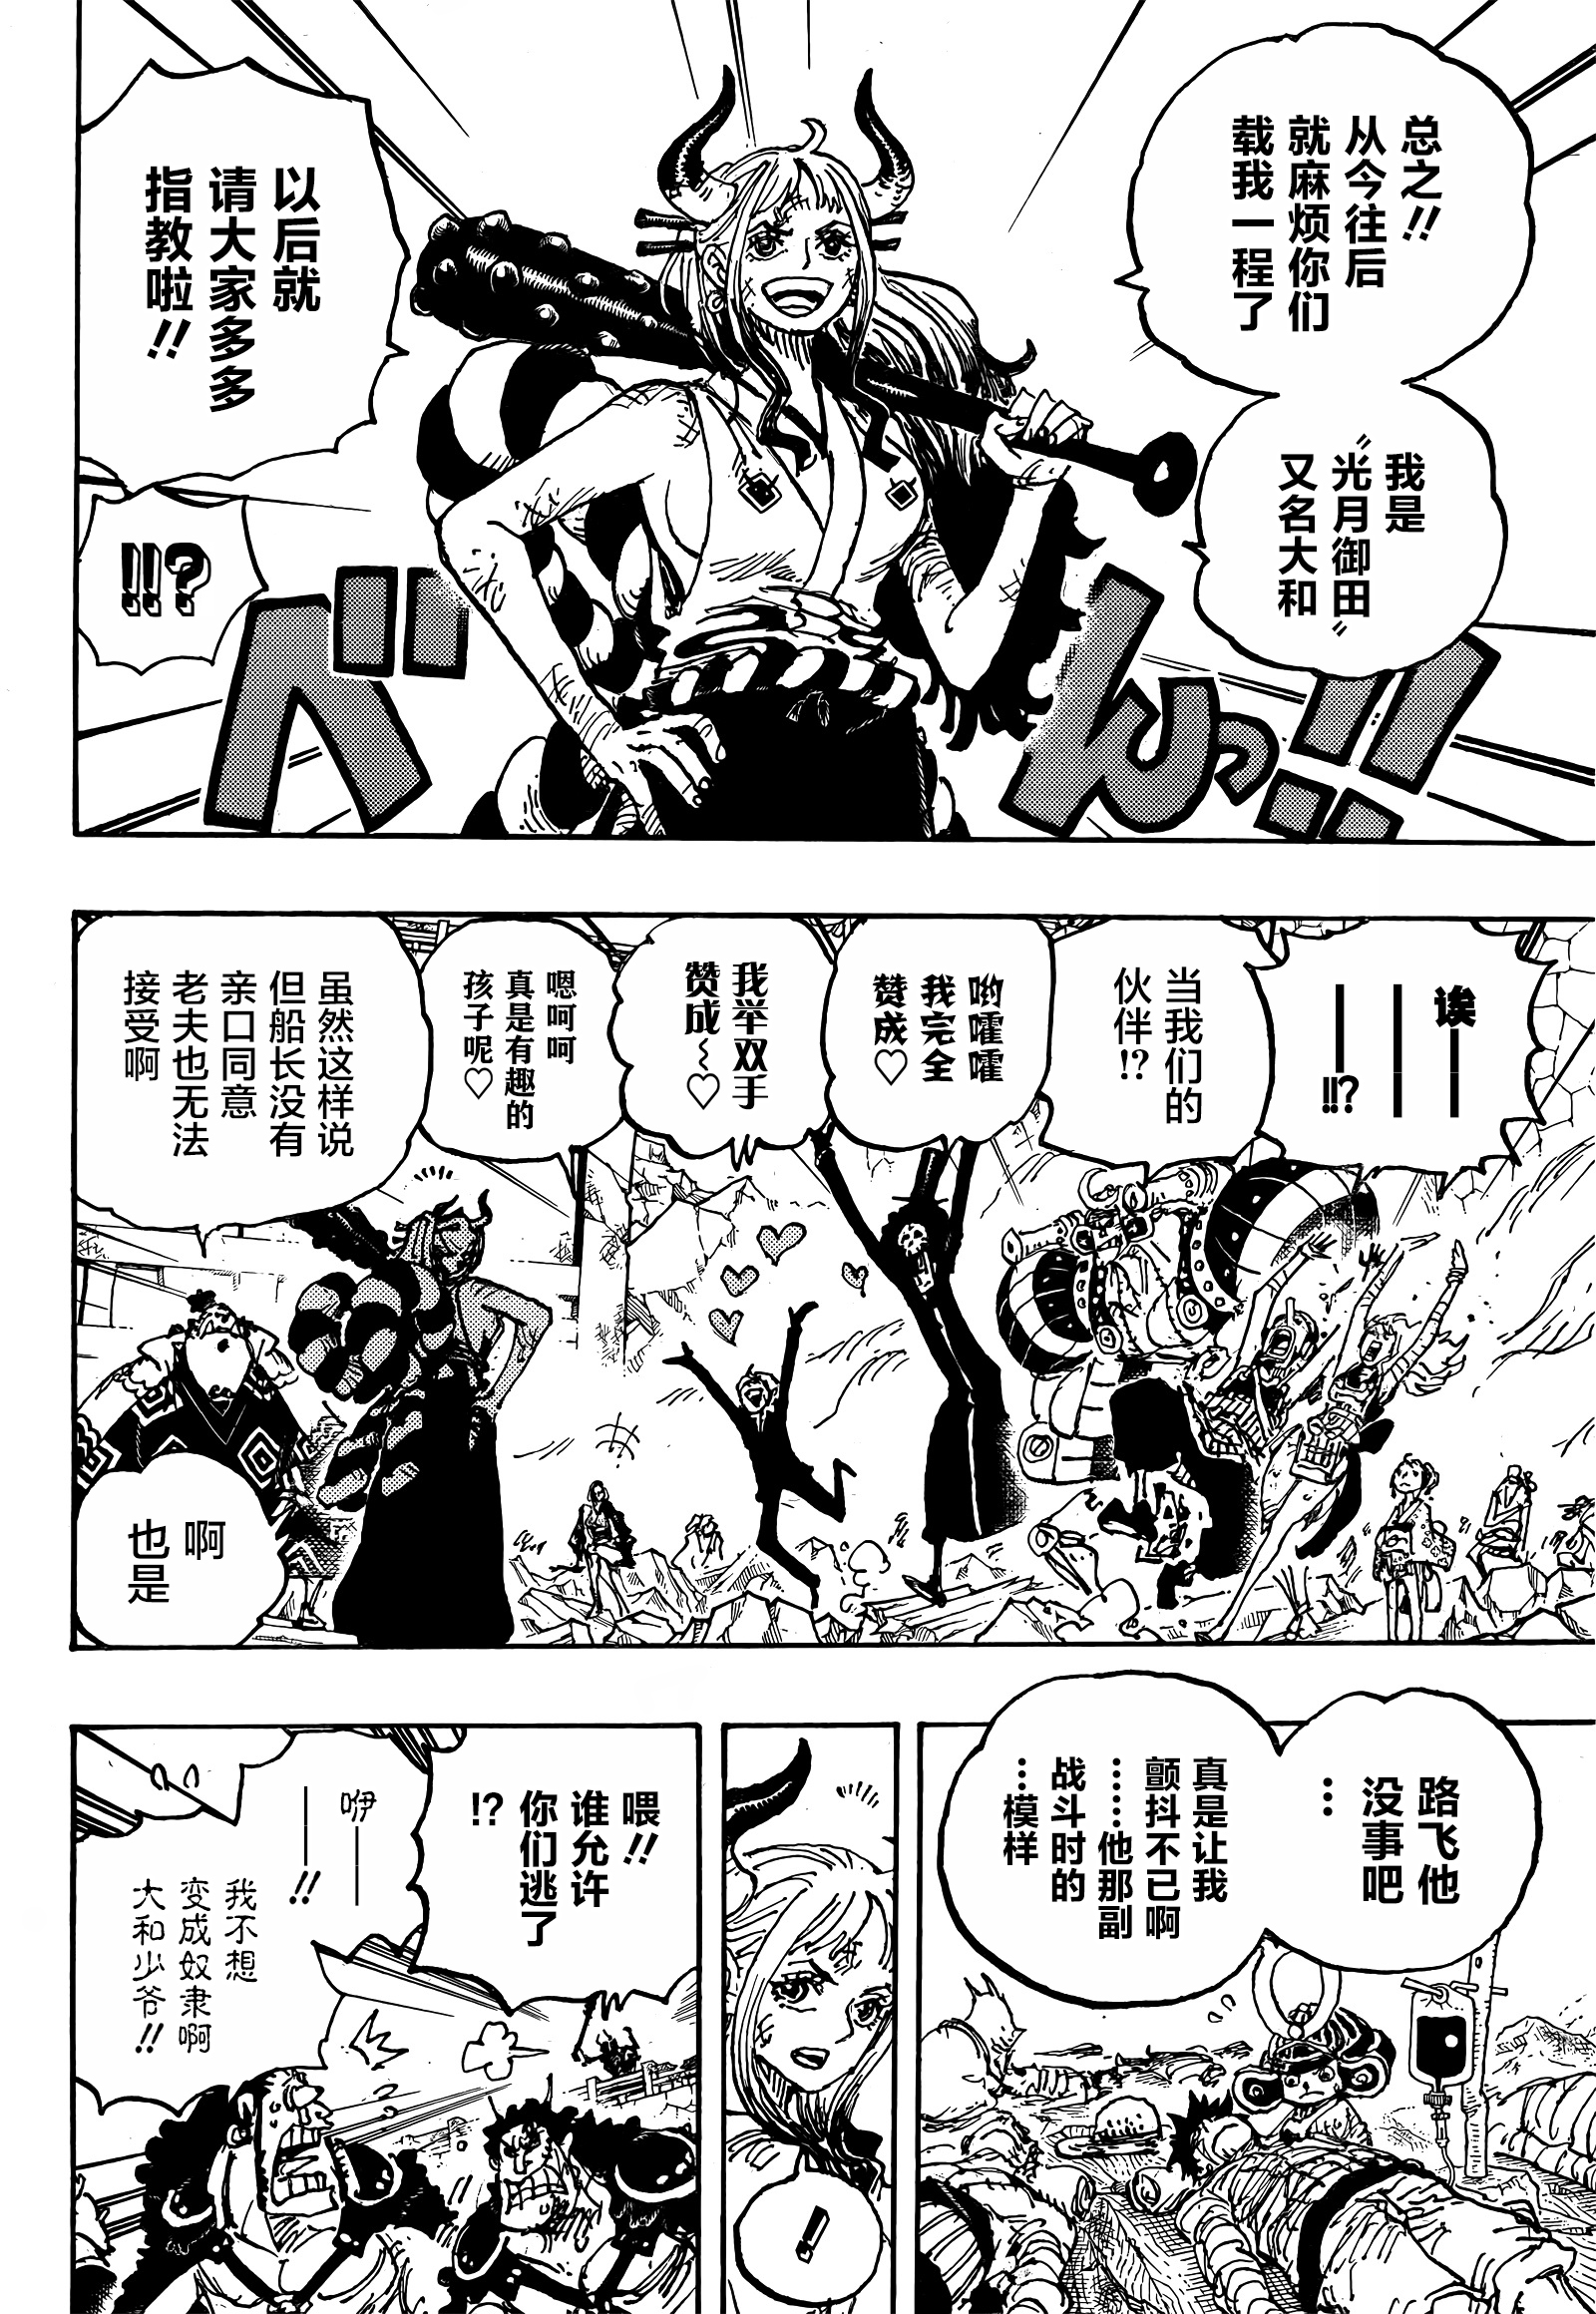 总之!!
从今往后
就麻烦你们
载我一程了
我是
“光月御田”
又名大和
以后就
请大家多多
指教啦!!
!!?
べんっ!!
诶——
——
——!!?
当我们的
伙伴!?
哟嚯嚯
我完全
赞成♡
我举双手
赞成~♡
嗯呵呵
真是有趣的
孩子呢♡
虽然这样说
但船长没有
亲口同意
老夫也无法
接受啊
啊
也是
路飞他
没事吧
…
真是让我
颤抖不已啊
……他那副
战斗时的
…模样
!
喂!!
谁允许
你们逃了
!?
咿——
——!!
我不想
变成奴隶啊
大和少爷!!